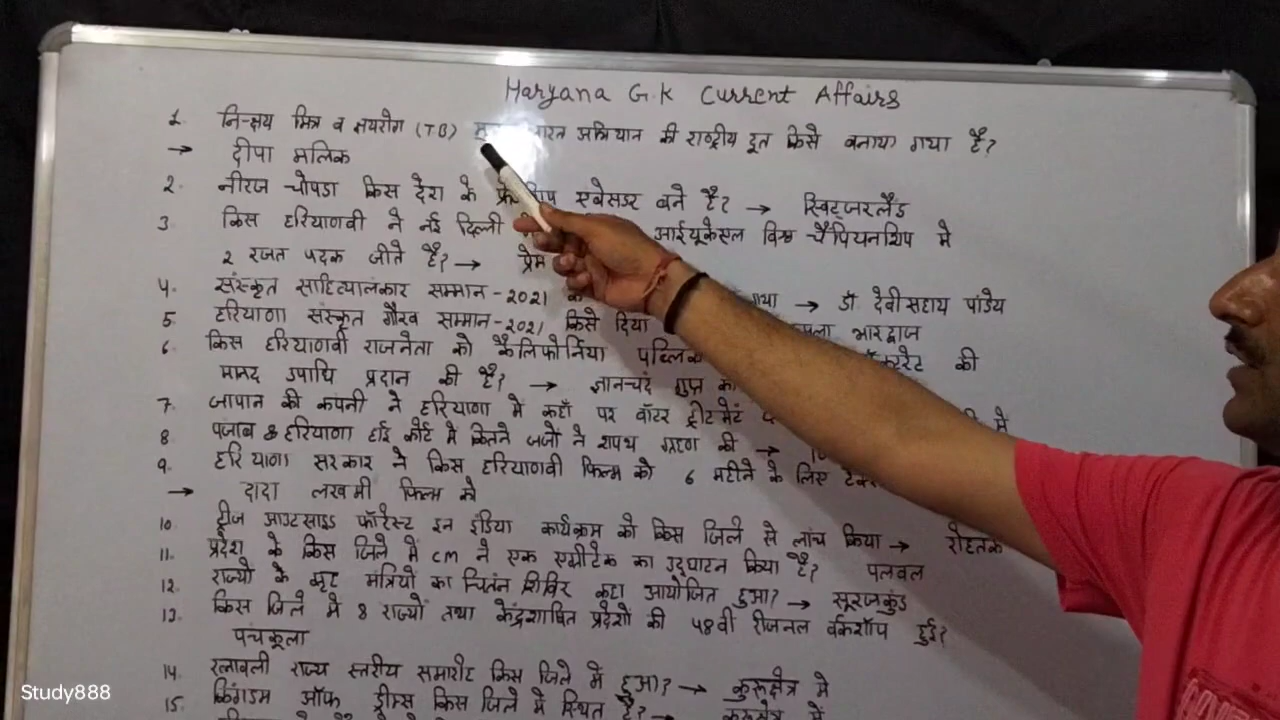 Haryana G.K Current Affairs
1. नि-क्षय मित्र व क्षयरोग (TB) भारत अभियान की राष्ट्रीय दूत किसे बनाया गया है?
→ दीपा मलिक
2. नीरज चोपडा किस देश के एंबेसडर बने है? → स्विट्जरलैंड
3 किस हरियाणवी ने नई दिल्ली आईयूकेएल विश्व चैंपियनशिप मे
2 रजत पदक जीते है? → प्रेम
4. संस्कृत साहित्यालंकार सम्मान-2021 → डॉ देवीसहाय पांडेय
5. हरियाणा संस्कृत गौरव सम्मान-2021 किसे दिया भारद्वाज
6 किस हरियाणवी राजनेता को कैलिफोर्निया पब्लिक की
मानद उपाधि प्रदान की है? → ज्ञानचंद गुप्त को
7. जापान की कंपनी ने हरियाणा में कहाँ पर वॉटर ट्रीटमेंट में
8 पंजाब & हरियाणा हाई कोर्ट मे कितने जजों ने शपथ ग्रहण की →
9. हरियाणा सरकार ने किस हरियाणवी फिल्म को 6 महीने के लिए
→ दादा लखमी फिल्म को
10. ट्रीज आउटसाइड फॉरेस्ट इन इंडिया कार्यक्रम को किस जिले से लांच किया → रोहतक
11. प्रदेश के किस जिले में cm ने एक एग्रीटेक का उद्घाटन किया है? पलवल
12. राज्यों के गृह मंत्रियों का चिंतन शिविर कहा आयोजित हुआ? → सूरजकुंड
13. किस जिले मे 8 राज्यों तथा केंद्रशाषित प्रदेशो की 48वी रीजनल वर्कशॉप हुई?
पंचकूला
14. रत्नावली राज्य स्तरीय समारोह किस जिले में हुआ? → कुरूक्षेत्र मे
15. किंगडम ऑफ ड्रीम्स किस जिले में स्थित है? →
Study888